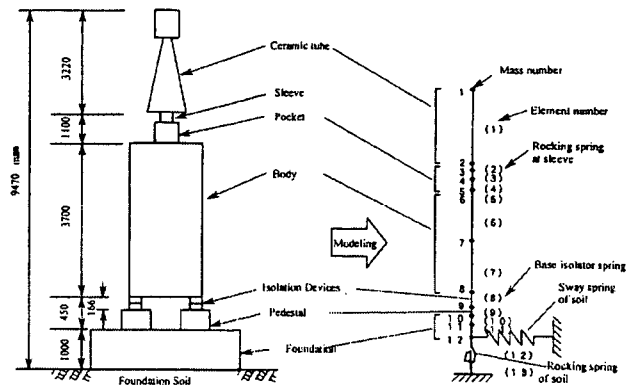 9470 mm
3220
1100
3700
166
450
1000
Ceramic tube
Sleeve
Pocket
Body
Isolation Devices
Pedestal
Foundation
Foundation Soil
Modeling
Mass number
Element number
Rocking spring
at sleeve
Base isolator spring
Sway spring
of soil
Rocking spring
of soil
1
2
3
4
5
6
7
8
9
10
11
12
(1)
(2)
(3)
(4)
(5)
(6)
(7)
(8)
(9)
(10)
(12)
(13)